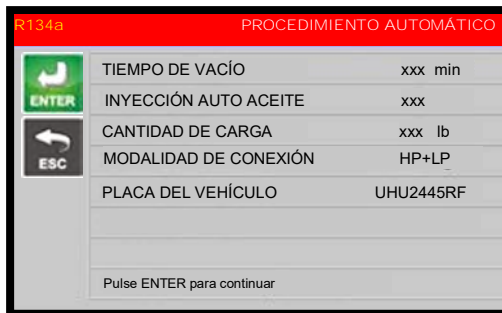 R134a PROCEDIMIENTO AUTOMÁTICO
TIEMPO DE VACÍO xxx min
ENTER
INYECCIÓN AUTO ACEITE xxx
CANTIDAD DE CARGA xxx lb
ESC
MODALIDAD DE CONEXIÓN HP+LP
PLACA DEL VEHÍCULO UHU2445RF
Pulse ENTER para continuar